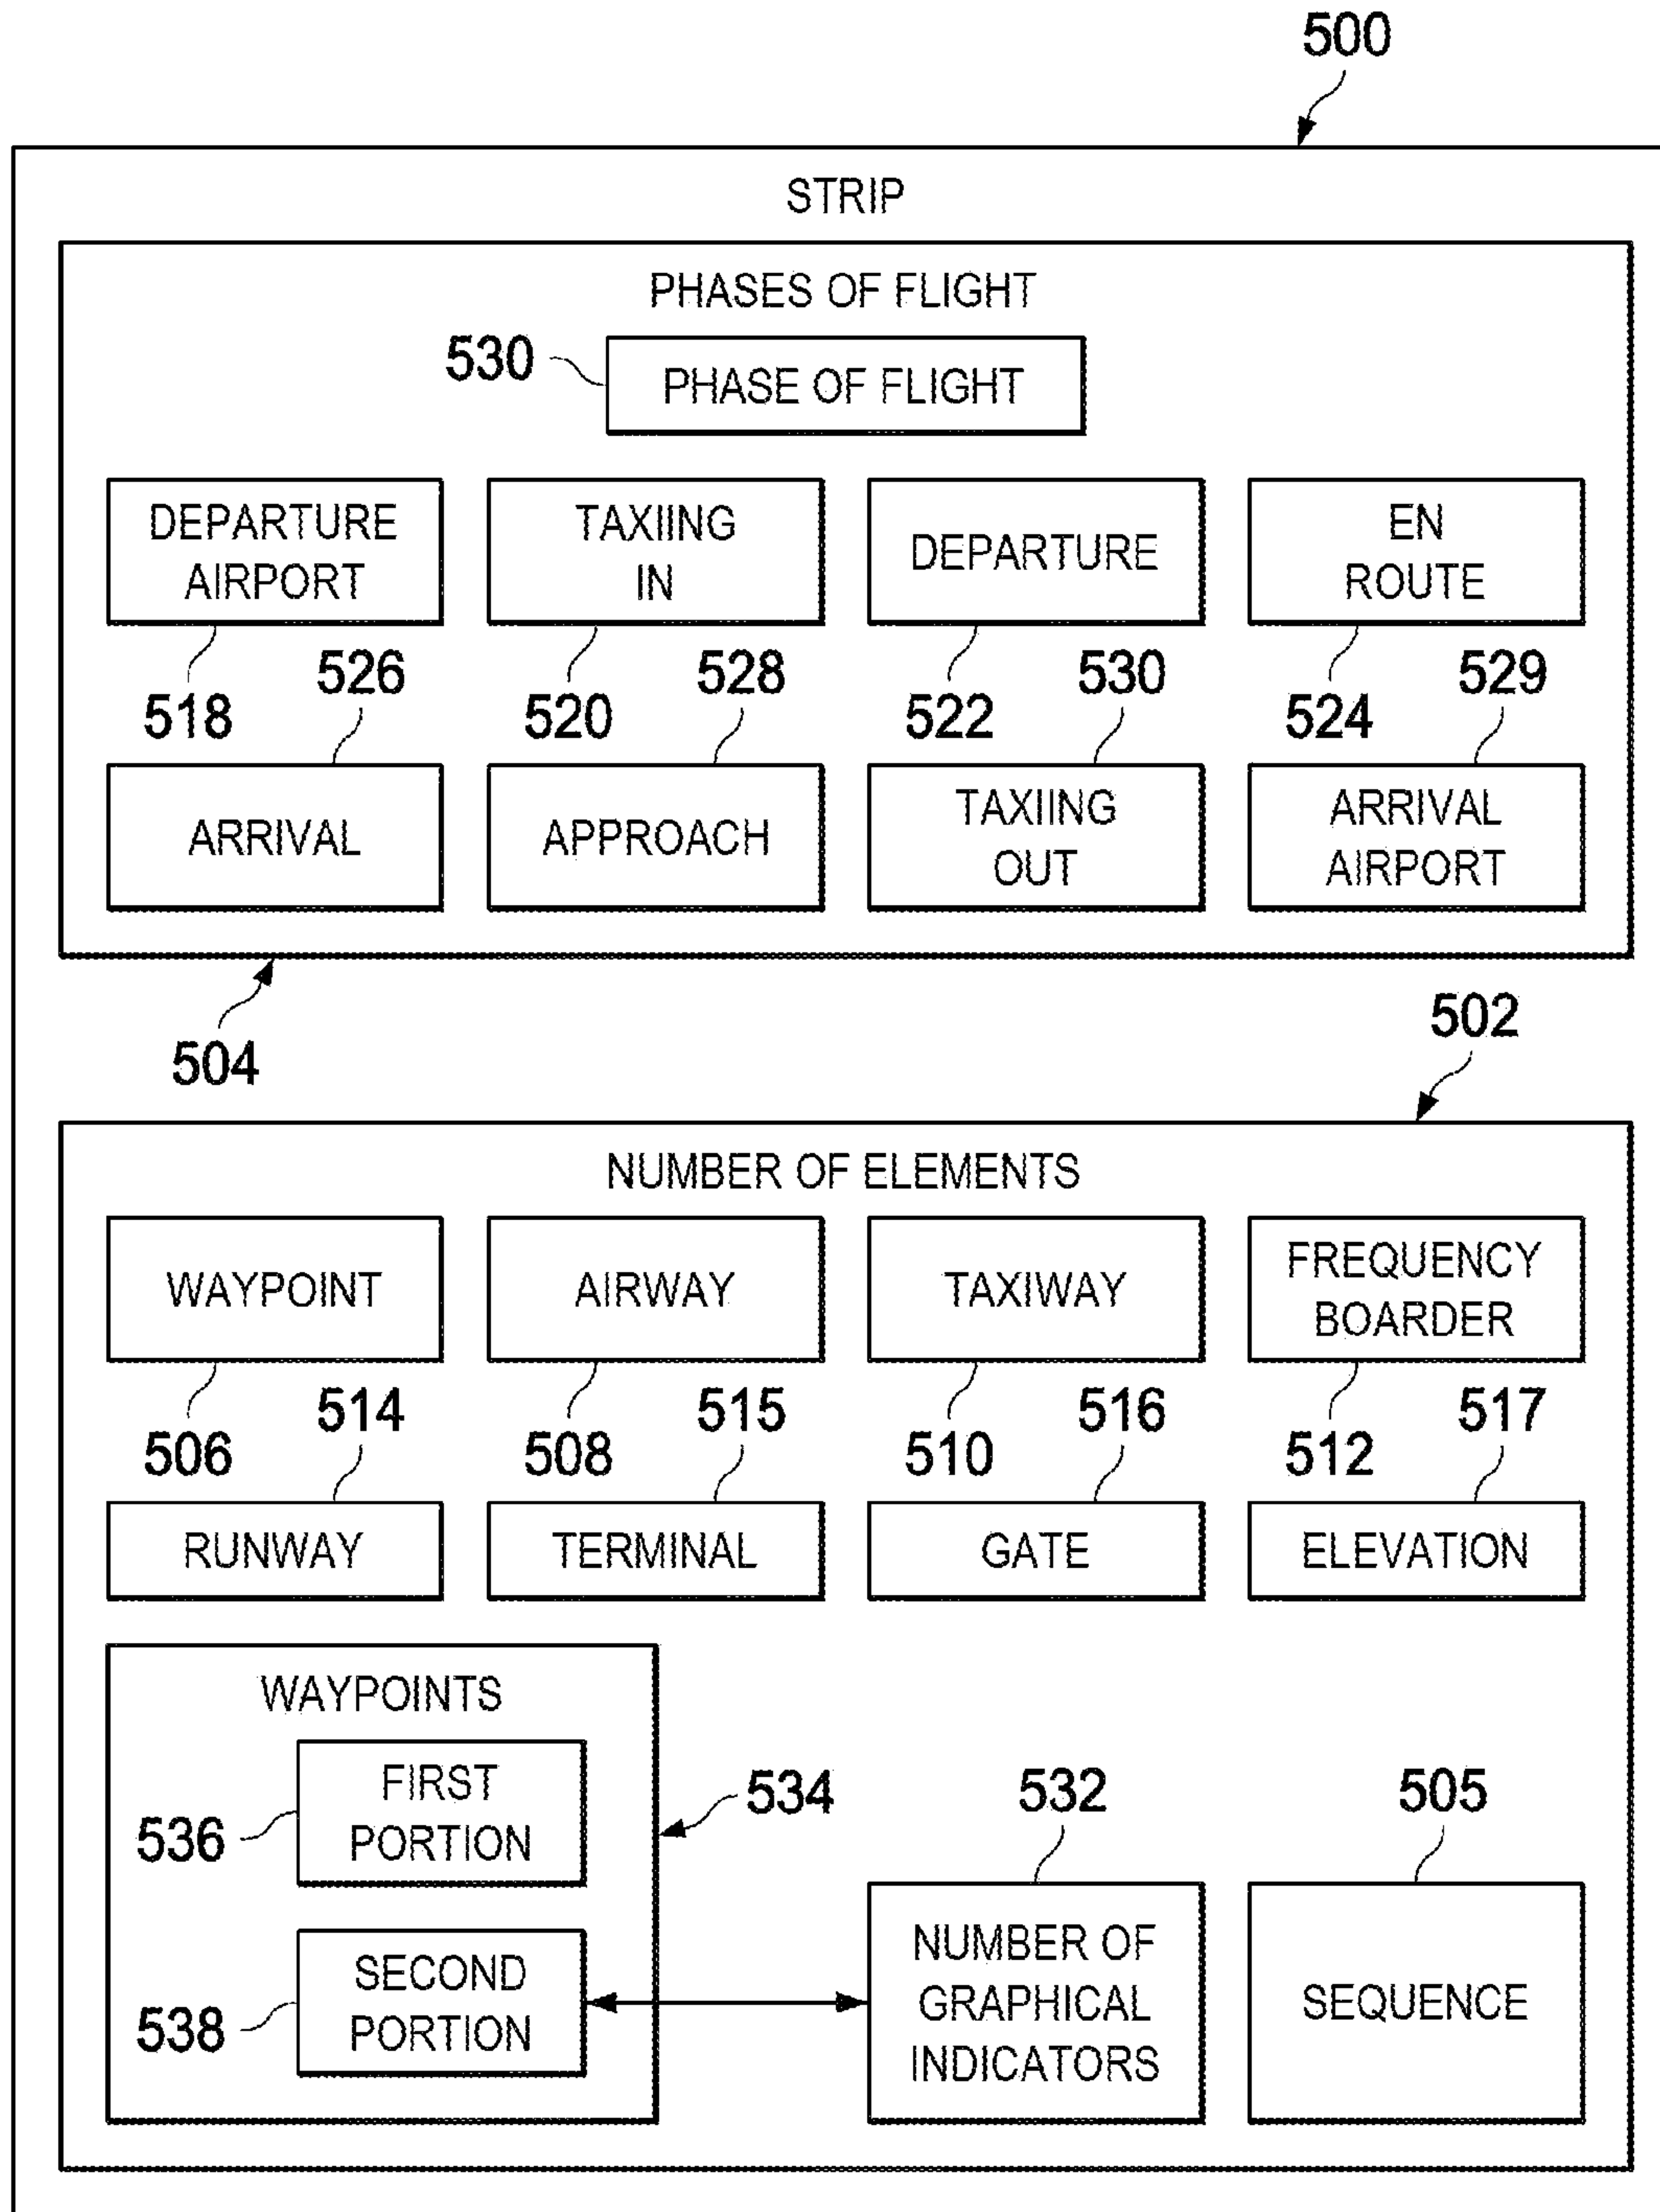 500
STRIP
PHASES OF FLIGHT
530
PHASE OF FLIGHT
DEPARTURE
AIRPORT
TAXIING
IN
DEPARTURE
EN
ROUTE
518
526
520
528
522
530
524
529
ARRIVAL
APPROACH
TAXIING
OUT
ARRIVAL
AIRPORT
504
502
NUMBER OF ELEMENTS
WAYPOINT
AIRWAY
TAXIWAY
FREQUENCY
BOARDER
506
514
508
515
510
516
512
517
RUNWAY
TERMINAL
GATE
ELEVATION
WAYPOINTS
FIRST
PORTION
536
534
532
505
SECOND
PORTION
538
NUMBER OF
GRAPHICAL
INDICATORS
SEQUENCE